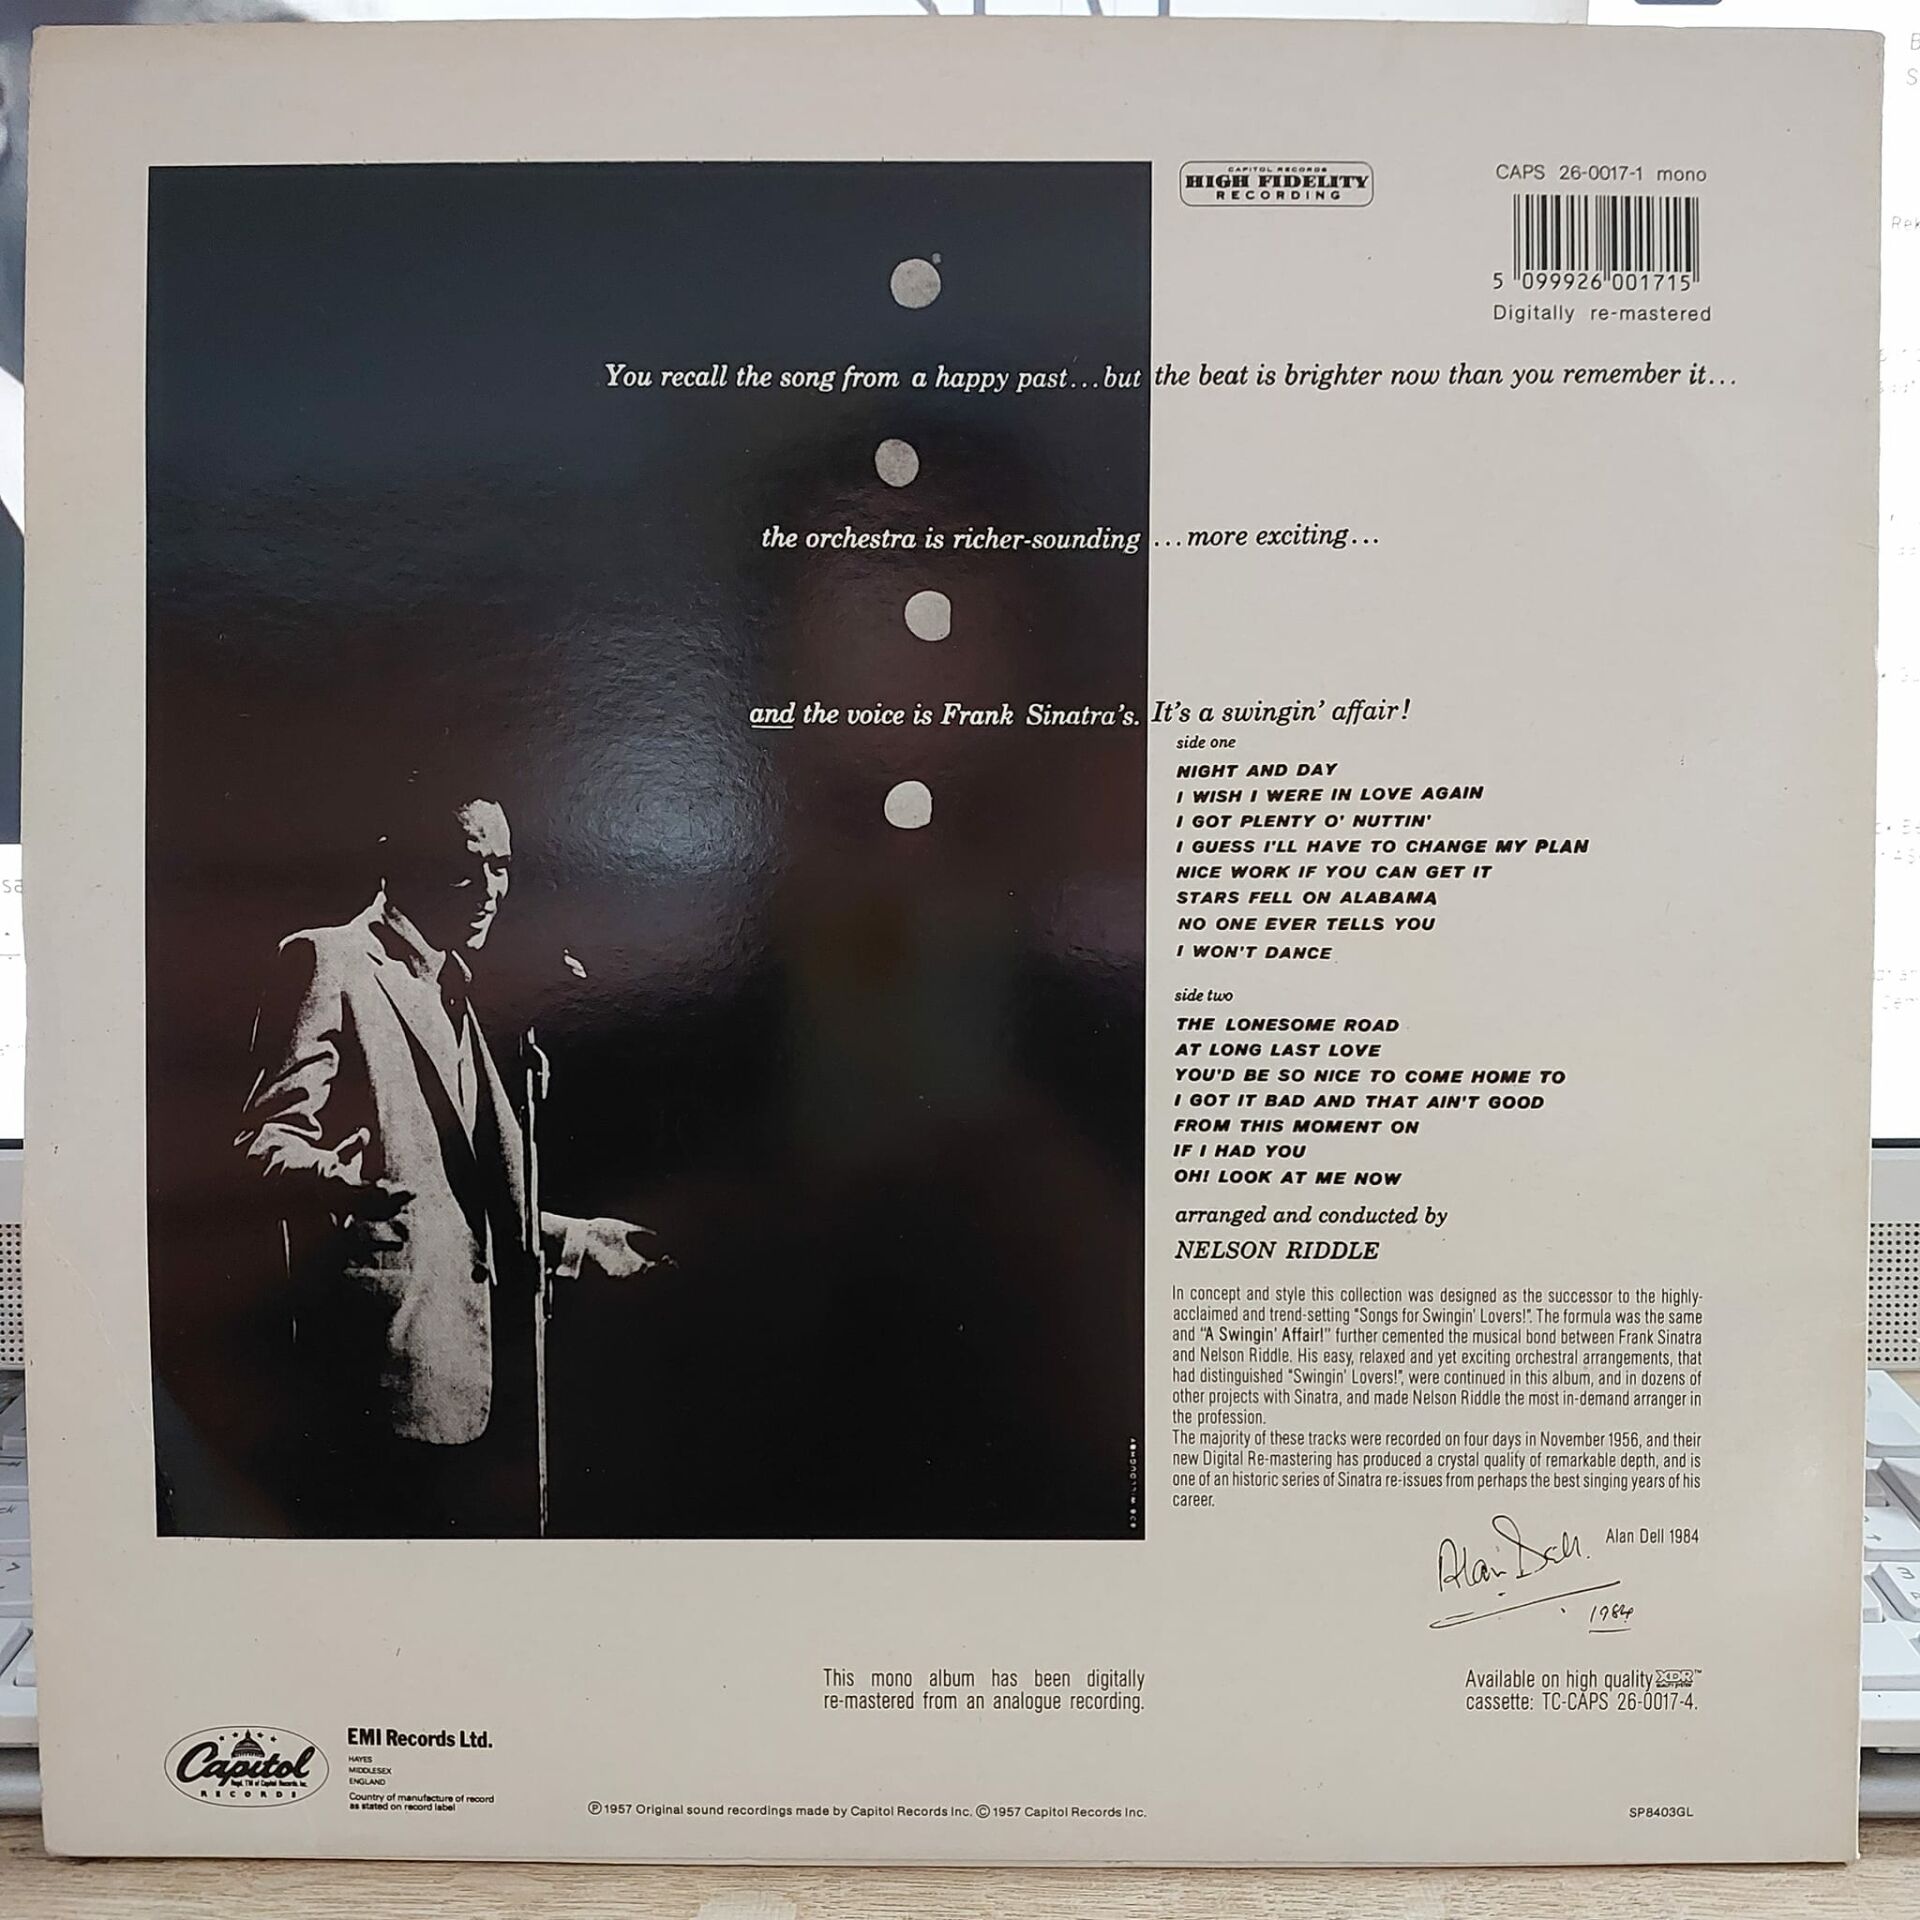 CAPITOL RECORDS
HIGH FIDELITY
RECORDING
CAPS 26-0017-1 mono
5 099926 001715
Digitally re-mastered
You recall the song from a happy past...but the beat is brighter now than you remember it...
the orchestra is richer-sounding ...more exciting...
and the voice is Frank Sinatra's. It's a swingin' affair!
side one
NIGHT AND DAY
I WISH I WERE IN LOVE AGAIN
I GOT PLENTY O' NUTTIN'
I GUESS I'LL HAVE TO CHANGE MY PLAN
NICE WORK IF YOU CAN GET IT
STARS FELL ON ALABAMA
NO ONE EVER TELLS YOU
I WON'T DANCE
side two
THE LONESOME ROAD
AT LONG LAST LOVE
YOU'D BE SO NICE TO COME HOME TO
I GOT IT BAD AND THAT AIN'T GOOD
FROM THIS MOMENT ON
IF I HAD YOU
OH! LOOK AT ME NOW
arranged and conducted by
NELSON RIDDLE
In concept and style this collection was designed as the successor to the highly-
acclaimed and trend-setting "Songs for Swingin' Lovers!". The formula was the same
and "A Swingin' Affair!" further cemented the musical bond between Frank Sinatra
and Nelson Riddle. His easy, relaxed and yet exciting orchestral arrangements, that
had distinguished "Swingin' Lovers!", were continued in this album, and in dozens of
other projects with Sinatra, and made Nelson Riddle the most in-demand arranger in
the profession.
The majority of these tracks were recorded on four days in November 1956, and their
new Digital Re-mastering has produced a crystal quality of remarkable depth, and is
one of an historic series of Sinatra re-issues from perhaps the best singing years of his
career.
Alan Dell 1984
Alan Dell.
1984
This mono album has been digitally
re-mastered from an analogue recording.
Available on high quality XDR™
cassette: TC-CAPS 26-0017-4.
Capitol
Regd. TM of Capitol Records, Inc.
RECORDS
EMI Records Ltd.
HAYES
MIDDLESEX
ENGLAND
Country of manufacture of record
as stated on record label
Ⓟ1957 Original sound recordings made by Capitol Records Inc. ©1957 Capitol Records Inc.
SP8403GL